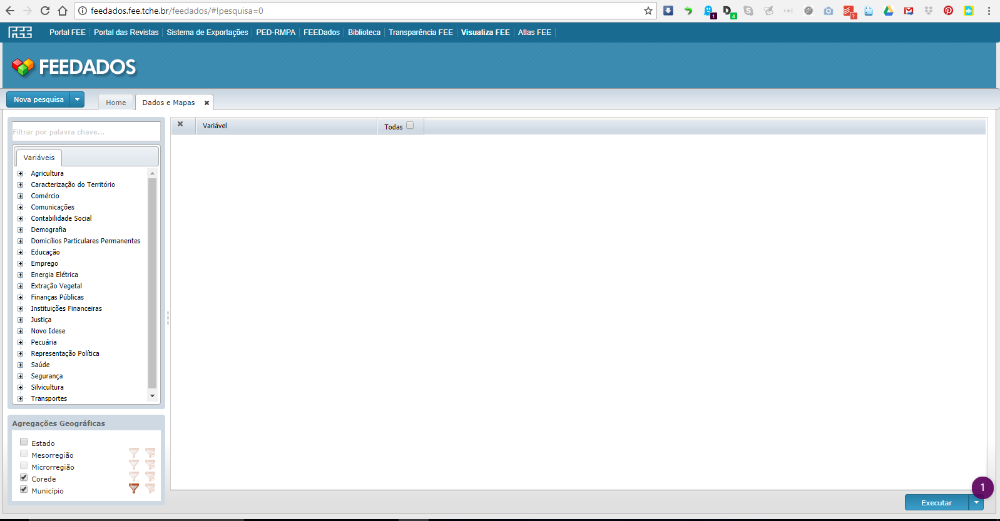 feedados.fee.tche.br/feedados/#!pesquisa=0
1
4
?
FEE
Portal FEE
Portal das Revistas
Sistema de Exportações
PED-RMPA
FEEDados
Biblioteca
Transparência FEE
Visualiza FEE
Atlas FEE
FEEDADOS
Nova pesquisa
Home
Dados e Mapas
Filtrar por palavra chave...
Variáveis
Agricultura
Caracterização do Território
Comércio
Comunicações
Contabilidade Social
Demografia
Domicílios Particulares Permanentes
Educação
Emprego
Energia Elétrica
Extração Vegetal
Finanças Públicas
Instituições Financeiras
Justiça
Novo Idese
Pecuária
Representação Política
Saúde
Segurança
Silvicultura
Transportes
Agregações Geográficas
Estado
Mesorregião
Microrregião
Corede
Município
Variável
Todas
1
Executar